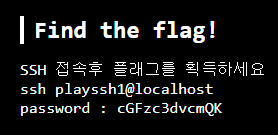 Find the flag!
SSH 접속후 플래그를 획득하세요
ssh playssh1@localhost
password : cGFzc3dvcmQK